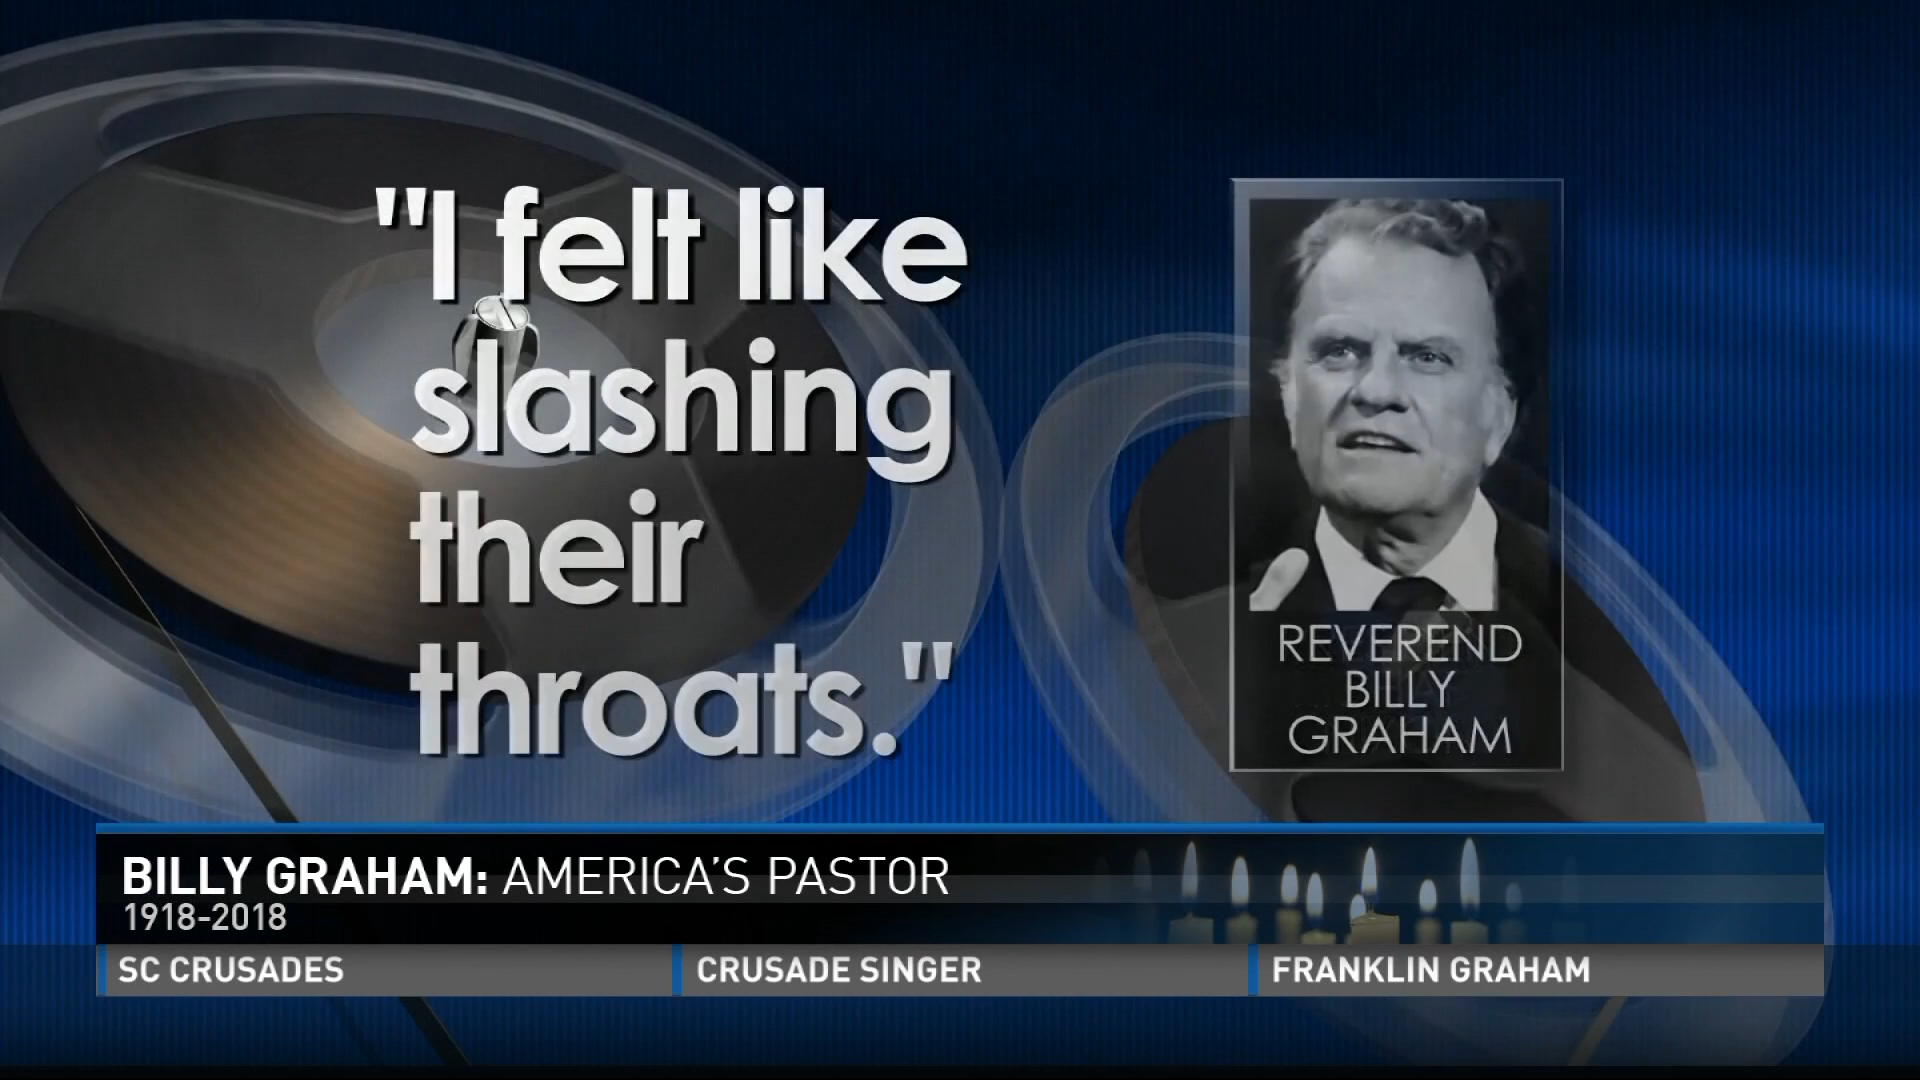 "I felt like
slashing
their
throats."
REVEREND
BILLY
GRAHAM
BILLY GRAHAM: AMERICA'S PASTOR
1918-2018
SC CRUSADES
CRUSADE SINGER
FRANKLIN GRAHAM